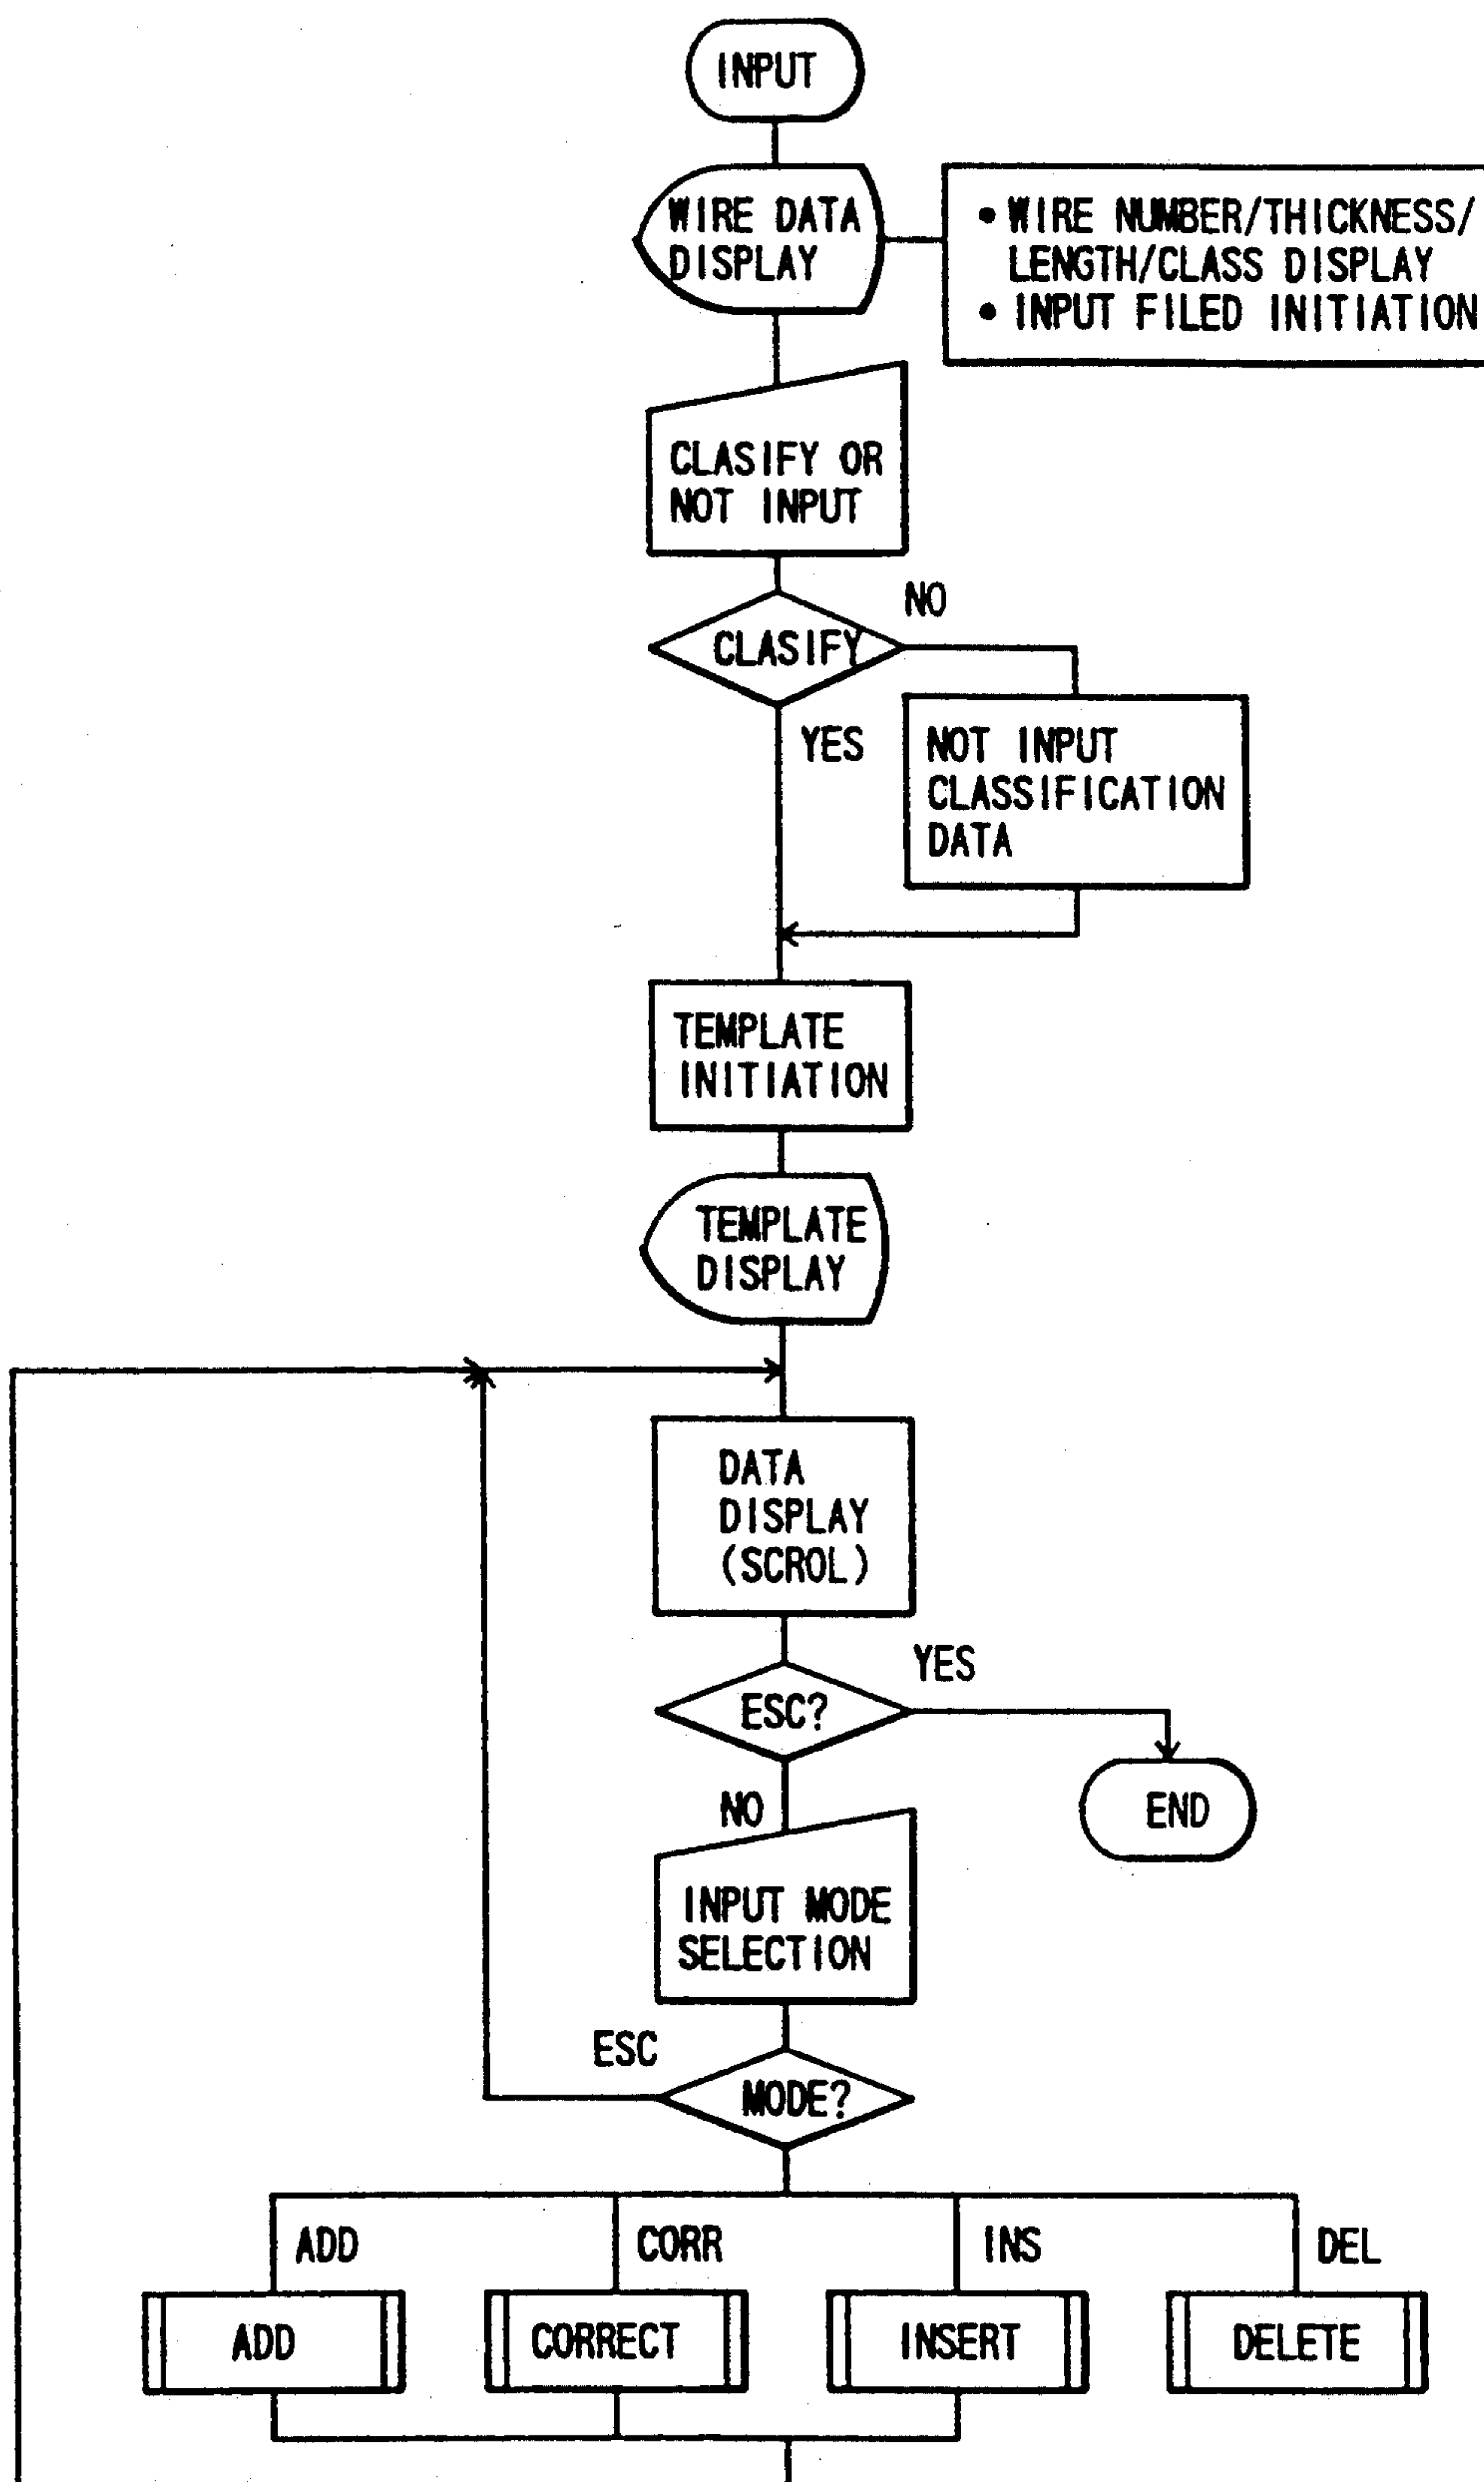 INPUT
WIRE DATA
DISPLAY
• WIRE NUMBER/THICKNESS/
LENGTH/CLASS DISPLAY
• INPUT FILED INITIATION
CLASIFY OR
NOT INPUT
NO
CLASIFY
YES
NOT INPUT
CLASSIFICATION
DATA
TEMPLATE
INITIATION
TEMPLATE
DISPLAY
DATA
DISPLAY
(SCROL)
YES
ESC?
NO
END
INPUT MODE
SELECTION
ESC
MODE?
ADD
CORR
INS
DEL
ADD
CORRECT
INSERT
DELETE